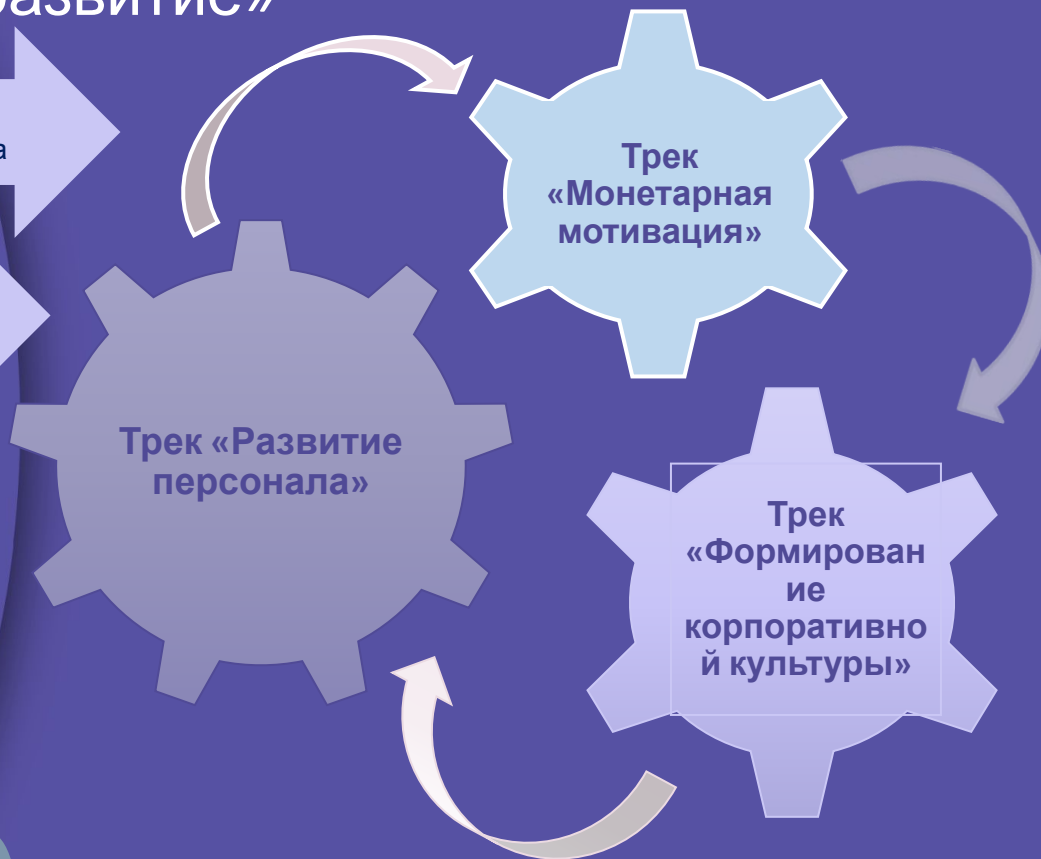 развитие»
а
Трек
«Монетарная
мотивация»
Трек «Развитие
персонала»
Трек
«Формирован
ие
корпоративно
й культуры»